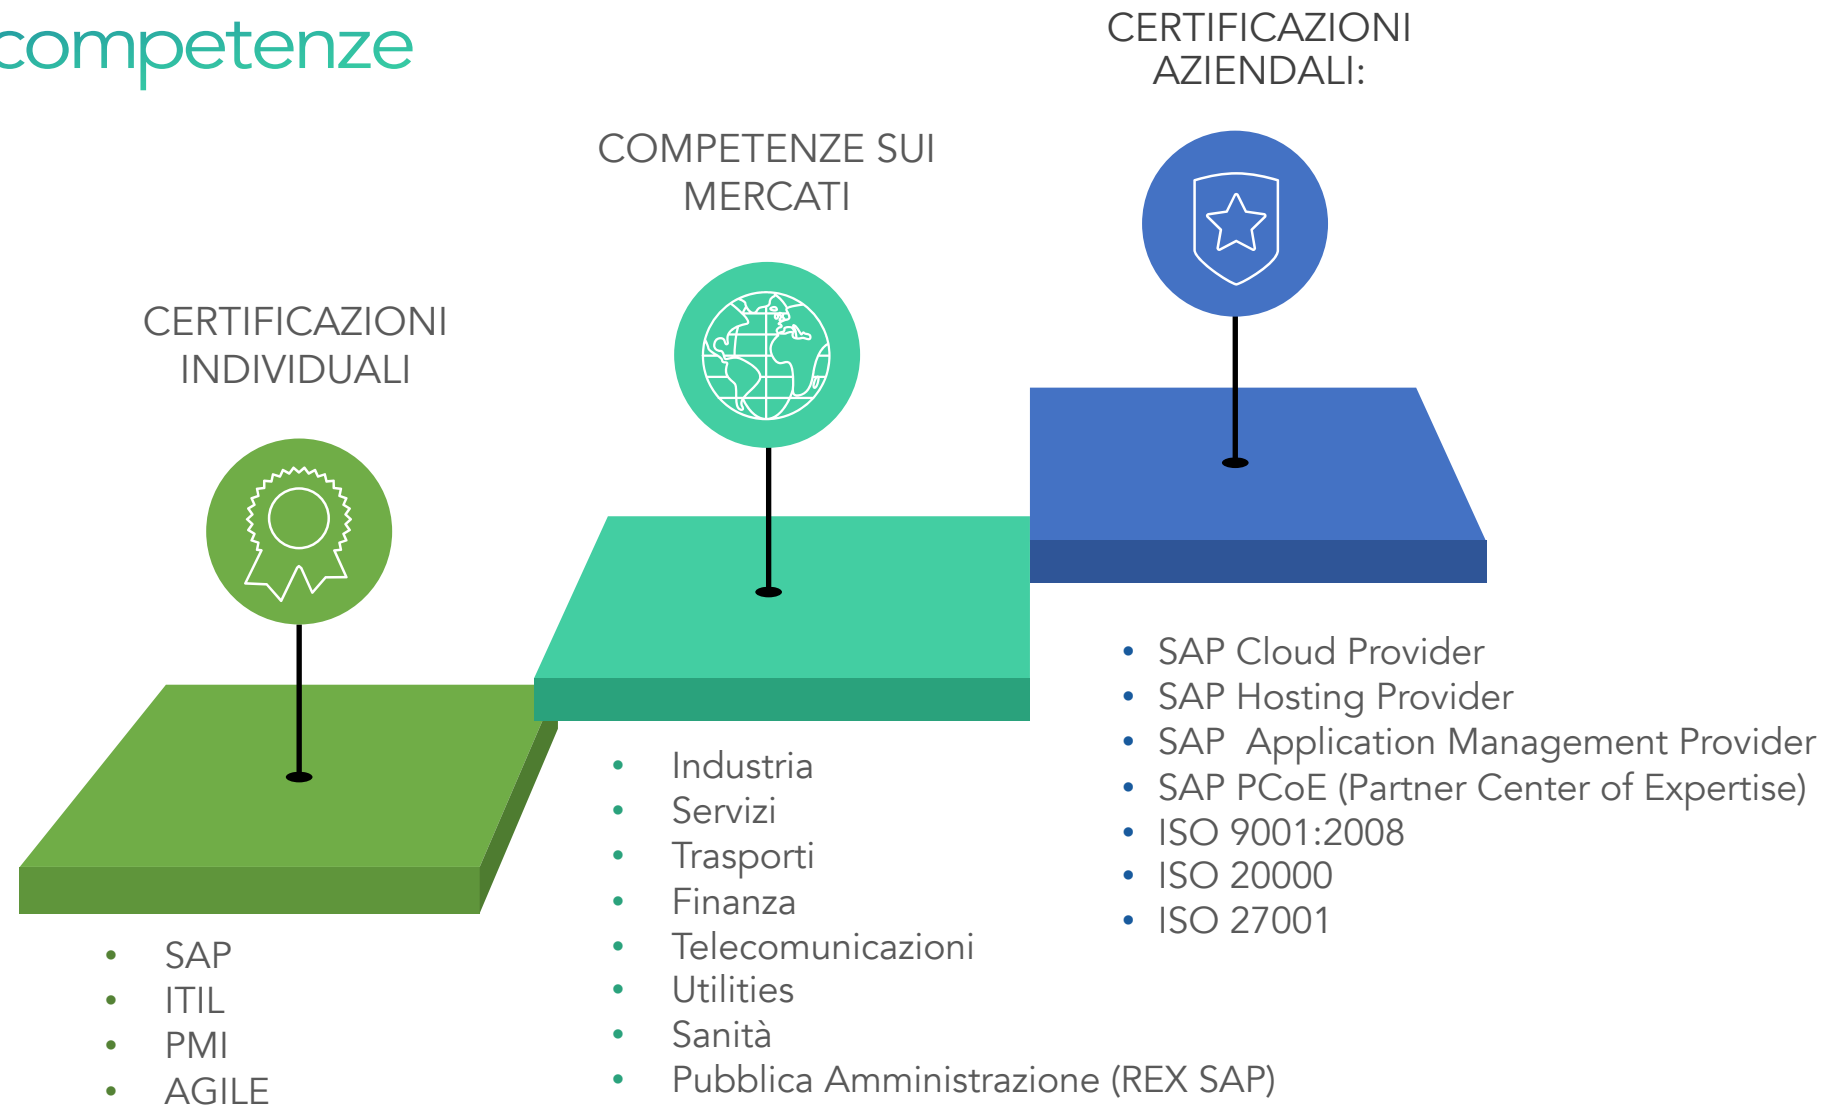 competenze
CERTIFICAZIONI
INDIVIDUALI
• SAP
• ITIL
• PMI
• AGILE
COMPETENZE SUI
MERCATI
• Industria
• Servizi
• Trasporti
• Finanza
• Telecomunicazioni
• Utilities
• Sanità
• Pubblica Amministrazione (REX SAP)
CERTIFICAZIONI
AZIENDALI:
• SAP Cloud Provider
• SAP Hosting Provider
• SAP  Application Management Provider
• SAP PCoE (Partner Center of Expertise)
• ISO 9001:2008
• ISO 20000
• ISO 27001